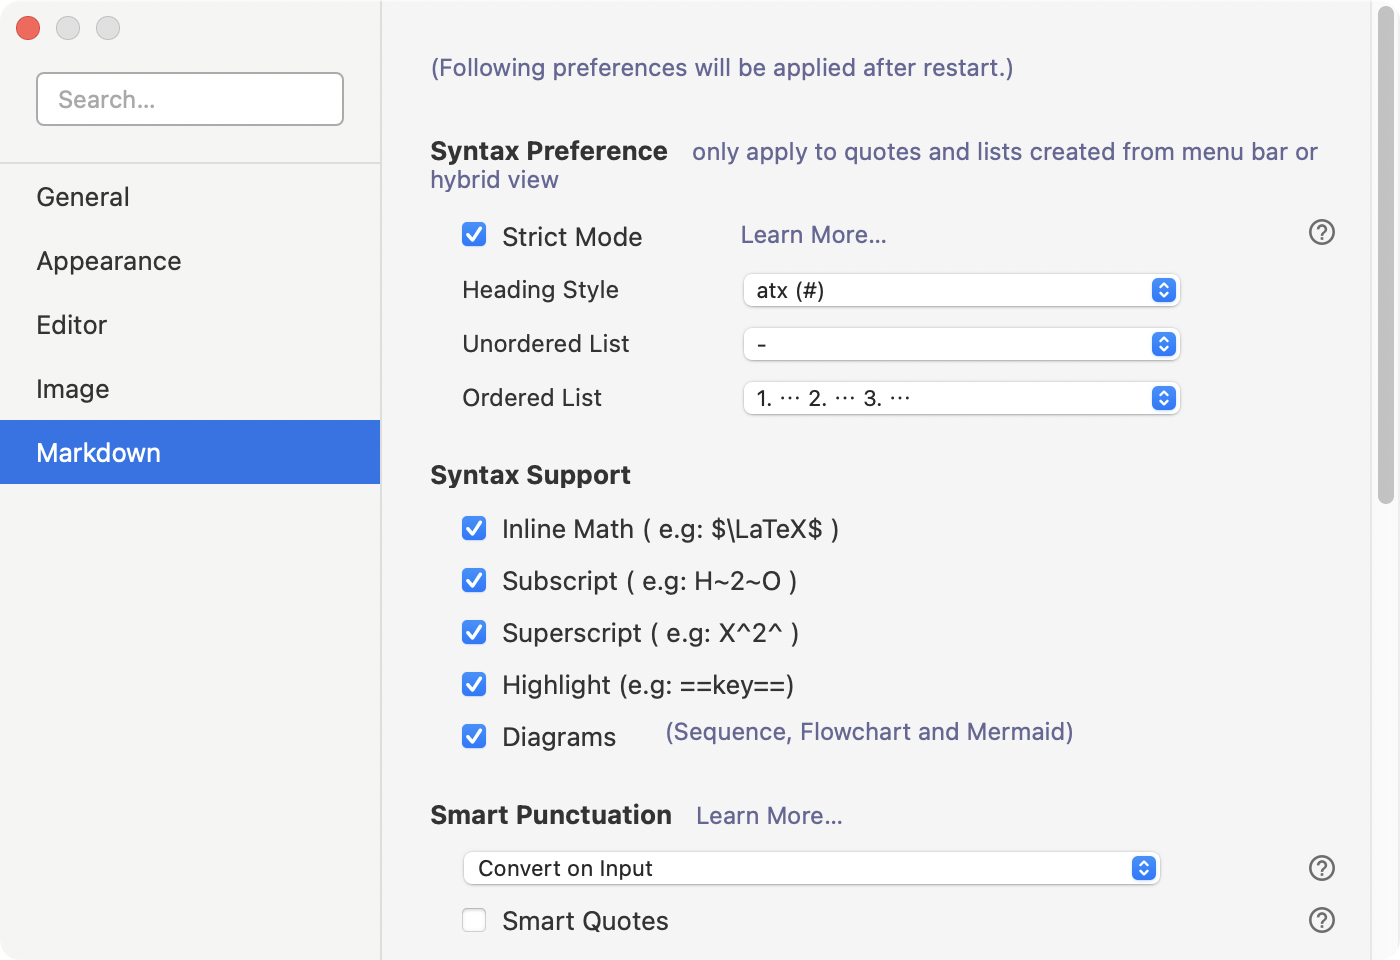 Search...
General
Appearance
Editor
Image
Markdown
(Following preferences will be applied after restart.)
Syntax Preference only apply to quotes and lists created from menu bar or
hybrid view
Strict Mode Learn More...
Heading Style atx (#)
Unordered List -
Ordered List 1. ··· 2. ··· 3. ···
Syntax Support
Inline Math ( e.g: $\LaTeX$ )
Subscript ( e.g: H~2~O )
Superscript ( e.g: X^2^ )
Highlight (e.g: ==key==)
Diagrams (Sequence, Flowchart and Mermaid)
Smart Punctuation Learn More...
Convert on Input
Smart Quotes